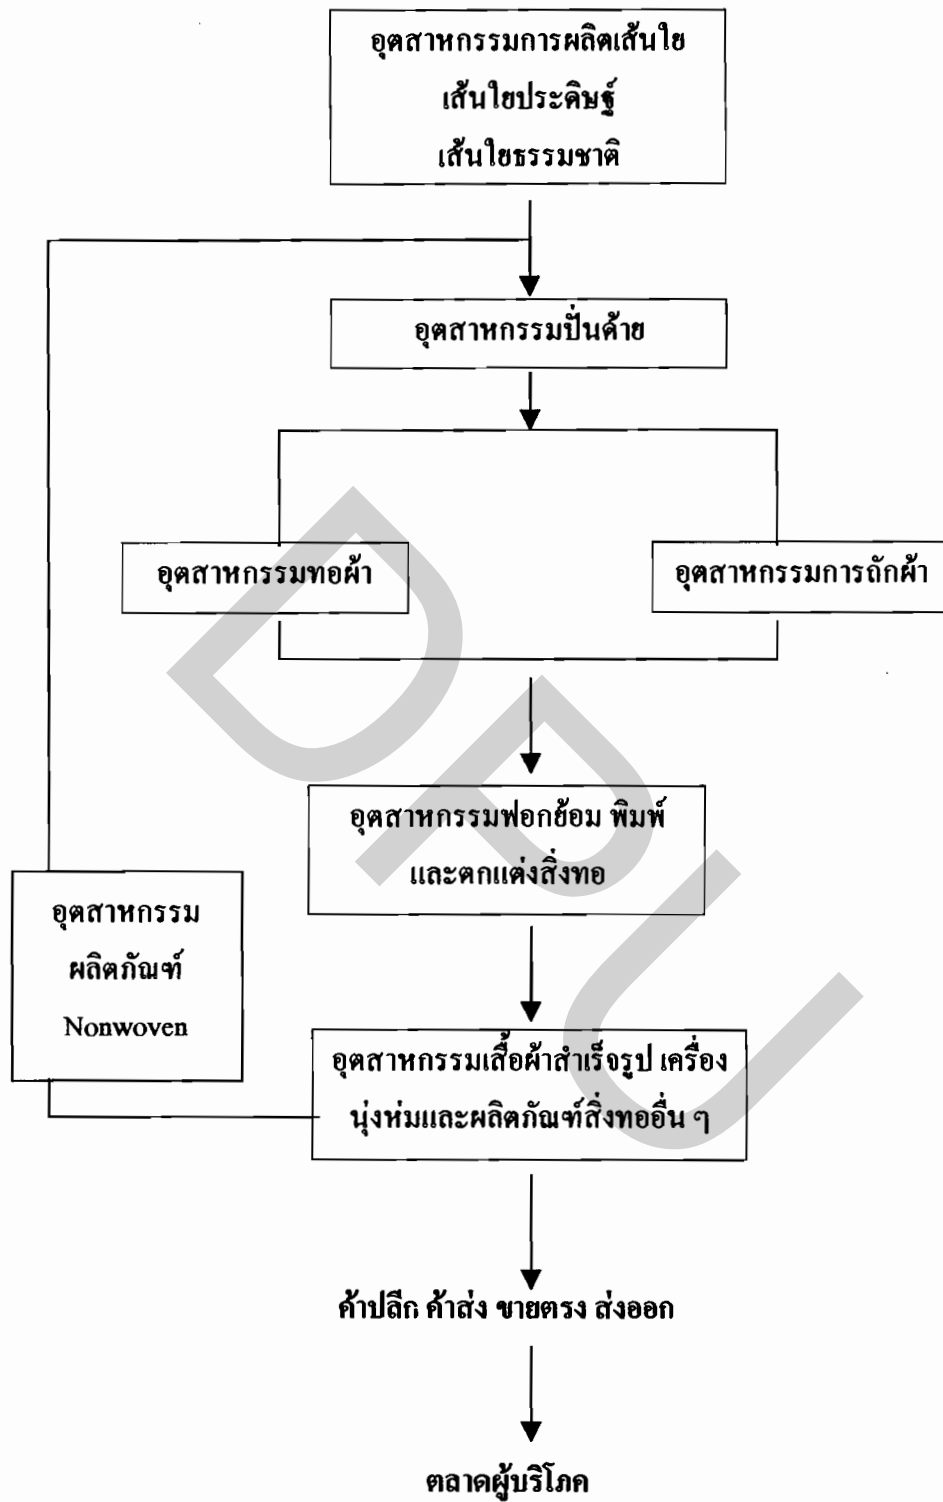 อุตสาหกรรมการผลิตเส้นใย
เส้นใยประดิษฐ์
เส้นใยธรรมชาติ
อุตสาหกรรมปั่นด้าย
อุตสาหกรรมทอผ้า
อุตสาหกรรมการถักผ้า
อุตสาหกรรมฟอกย้อม พิมพ์
และตกแต่งสิ่งทอ
อุตสาหกรรม
ผลิตภัณฑ์
Nonwoven
อุตสาหกรรมเสื้อผ้าสำเร็จรูป เครื่อง
นุ่งห่มและผลิตภัณฑ์สิ่งทออื่น ๆ
ค้าปลีก ค้าส่ง ขายตรง ส่งออก
ตลาดผู้บริโภค
DPU